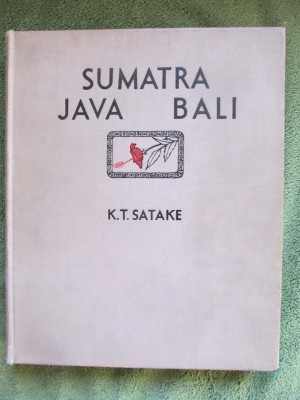 SUMATRA
JAVA BALI
K.T. SATAKE